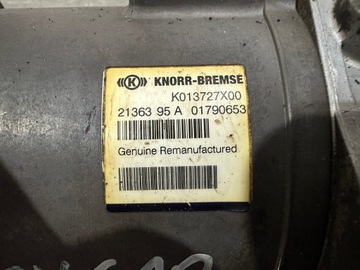 ((K)) KNORR-BREMSE
K013727X00
21363 95 A 01790653
Genuine Remanufactured